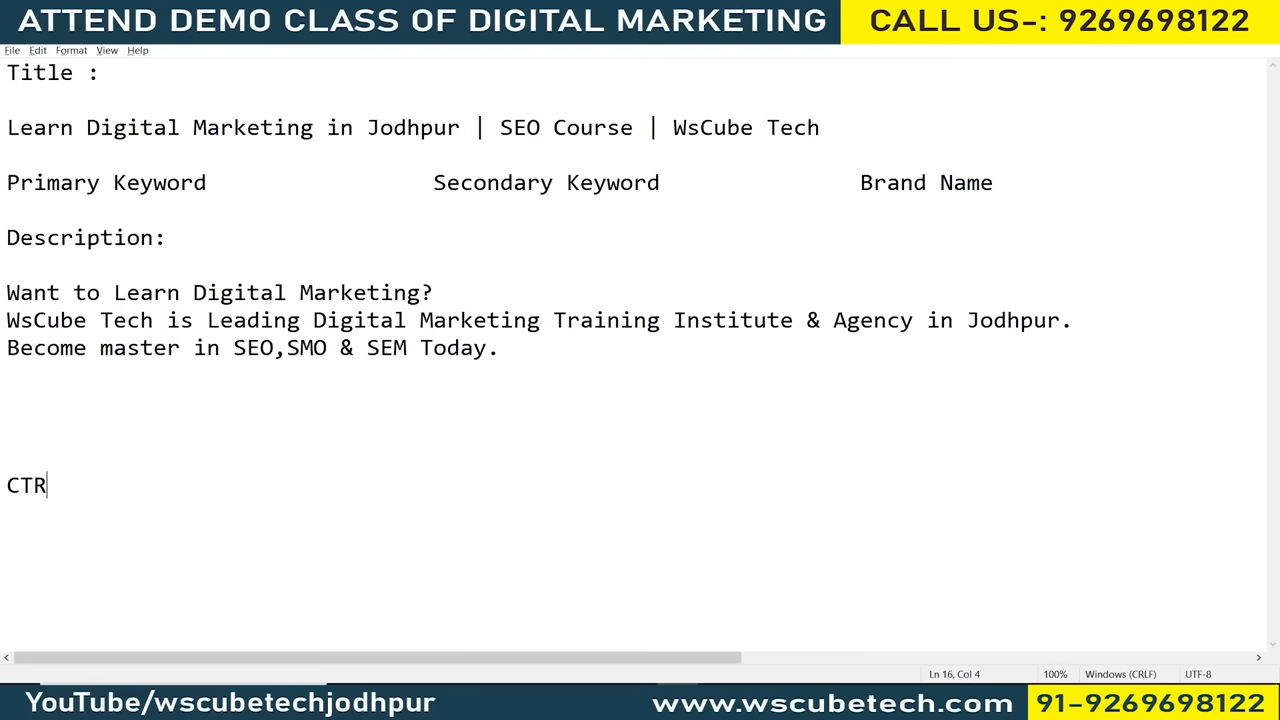 ATTEND DEMO CLASS OF DIGITAL MARKETING CALL US-: 9269698122
File Edit Format View Help
Title :
Learn Digital Marketing in Jodhpur | SEO Course | WsCube Tech
Primary Keyword Secondary Keyword Brand Name
Description:
Want to Learn Digital Marketing?
WsCube Tech is Leading Digital Marketing Training Institute & Agency in Jodhpur.
Become master in SEO,SMO & SEM Today.
CTR
Ln 16, Col 4 100% Windows (CRLF) UTF-8
YouTube/wscubetechjodhpur www.wscubetech.com 91-9269698122